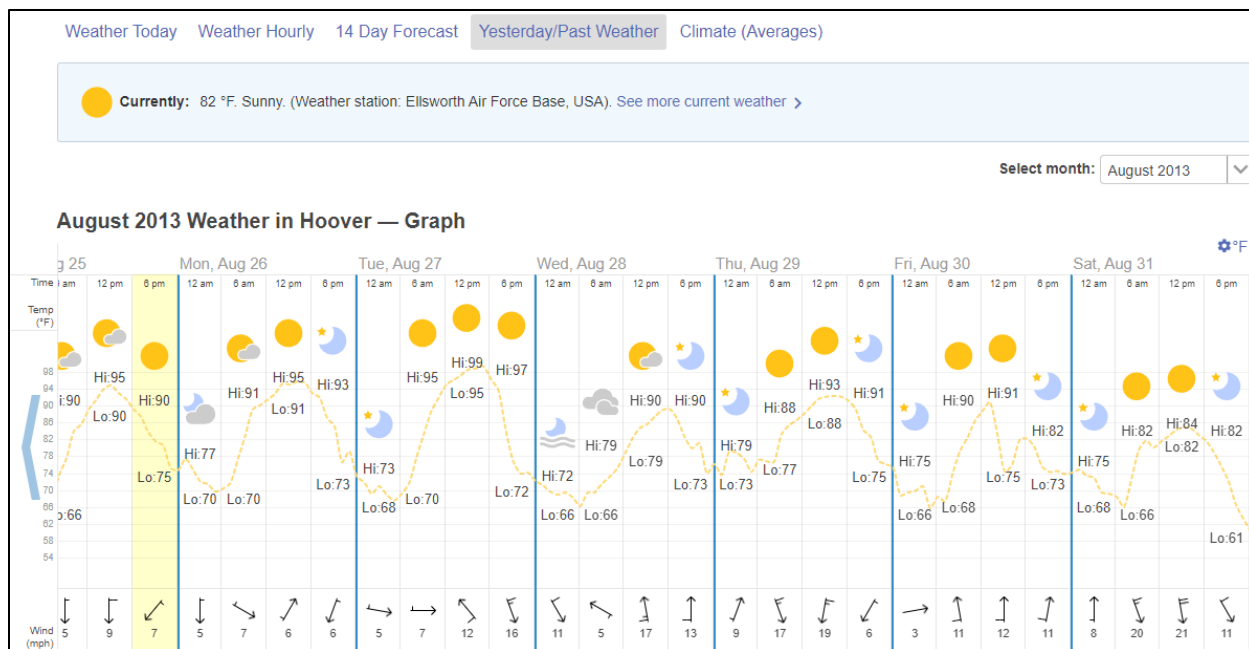 Weather Today Weather Hourly 14 Day Forecast Yesterday/Past Weather Climate (Averages)
Currently: 82 °F. Sunny. (Weather station: Ellsworth Air Force Base, USA). See more current weather
Select month: August 2013
August 2013 Weather in Hoover — Graph
°F
g 25 Mon, Aug 26 Tue, Aug 27 Wed, Aug 28 Thu, Aug 29 Fri, Aug 30 Sat, Aug 31
Time am 12 pm 6 pm 12 am 6 am 12 pm 6 pm 12 am 6 am 12 pm 6 pm 12 am 6 am 12 pm 6 pm 12 am 6 am 12 pm 6 pm 12 am 6 am 12 pm 6 pm 12 am 6 am 12 pm 6 pm
Temp
(°F)
98
94
90
86
82
78
74
70
66
62
58
54
i:90 Hi:95 Hi:90 Hi:77 Hi:91 Hi:95 Hi:93 Hi:73 Hi:95 Hi:99 Hi:97 Hi:72 Hi:79 Hi:90 Hi:90 Hi:79 Hi:88 Hi:93 Hi:91 Hi:75 Hi:90 Hi:91 Hi:82 Hi:75 Hi:82 Hi:84 Hi:82
o:66 Lo:90 Lo:75 Lo:70 Lo:70 Lo:91 Lo:73 Lo:68 Lo:70 Lo:95 Lo:72 Lo:66 Lo:66 Lo:79 Lo:73 Lo:73 Lo:77 Lo:88 Lo:75 Lo:66 Lo:68 Lo:75 Lo:73 Lo:68 Lo:66 Lo:82 Lo:61
Wind 5 9 7 5 7 6 6 5 7 12 16 11 5 17 13 9 17 19 6 3 11 12 11 8 20 21 11
(mph)